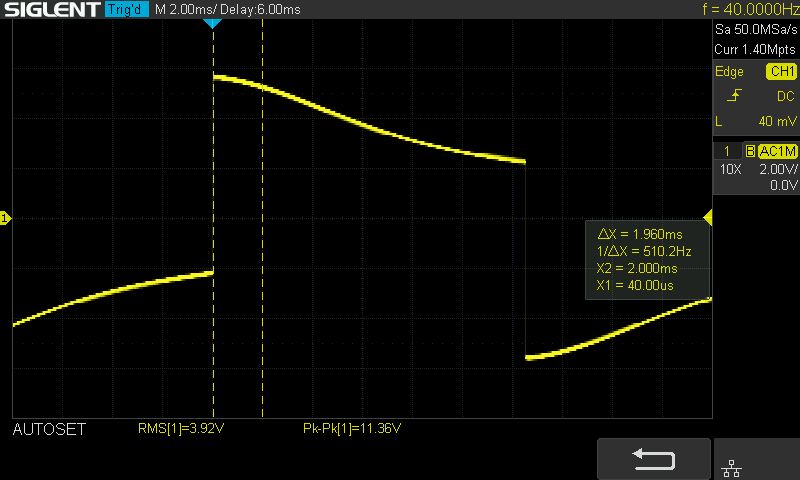 SIGLENT Trig'd M 2.00ms/ Delay:6.00ms f = 40.0000Hz
Sa 50.0MSa/s
Curr 1.40Mpts
Edge CH1
DC
L 40 mV
1 B AC1M
10X 2.00V/
0.0V
1
ΔX = 1.960ms
1/ΔX = 510.2Hz
X2 = 2.000ms
X1 = 40.00us
AUTOSET RMS[1]=3.92V Pk-Pk[1]=11.36V